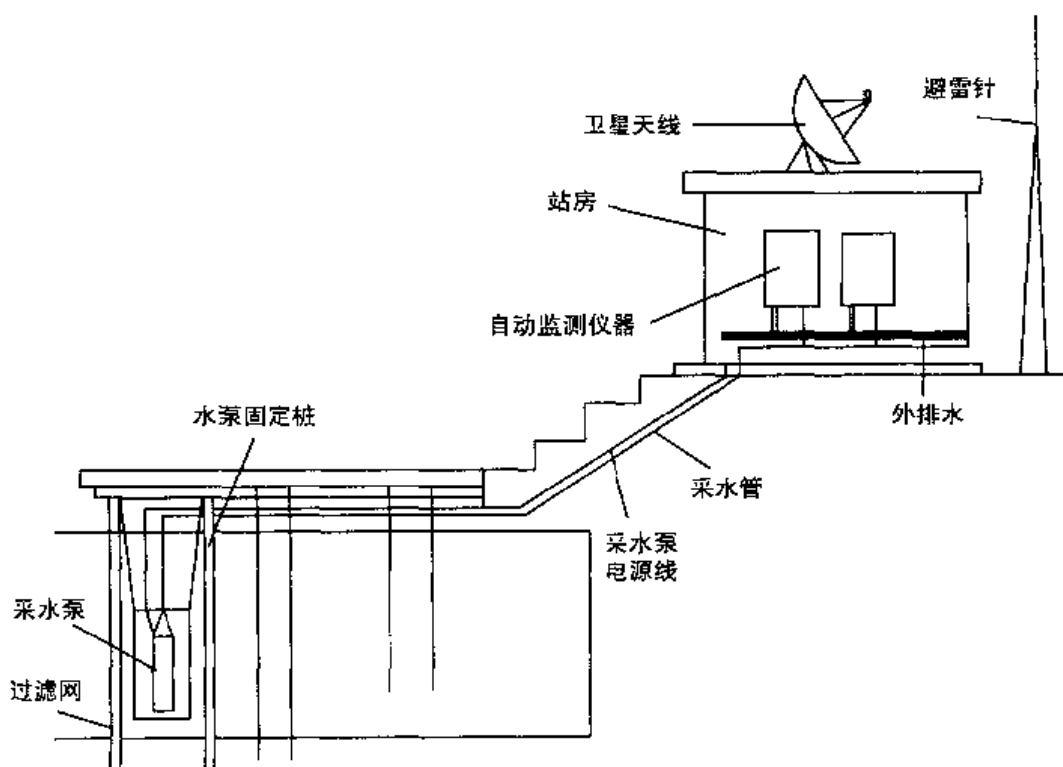 避雷针
卫星天线
站房
自动监测仪器
外排水
水泵固定桩
采水管
采水泵
电源线
采水泵
过滤网